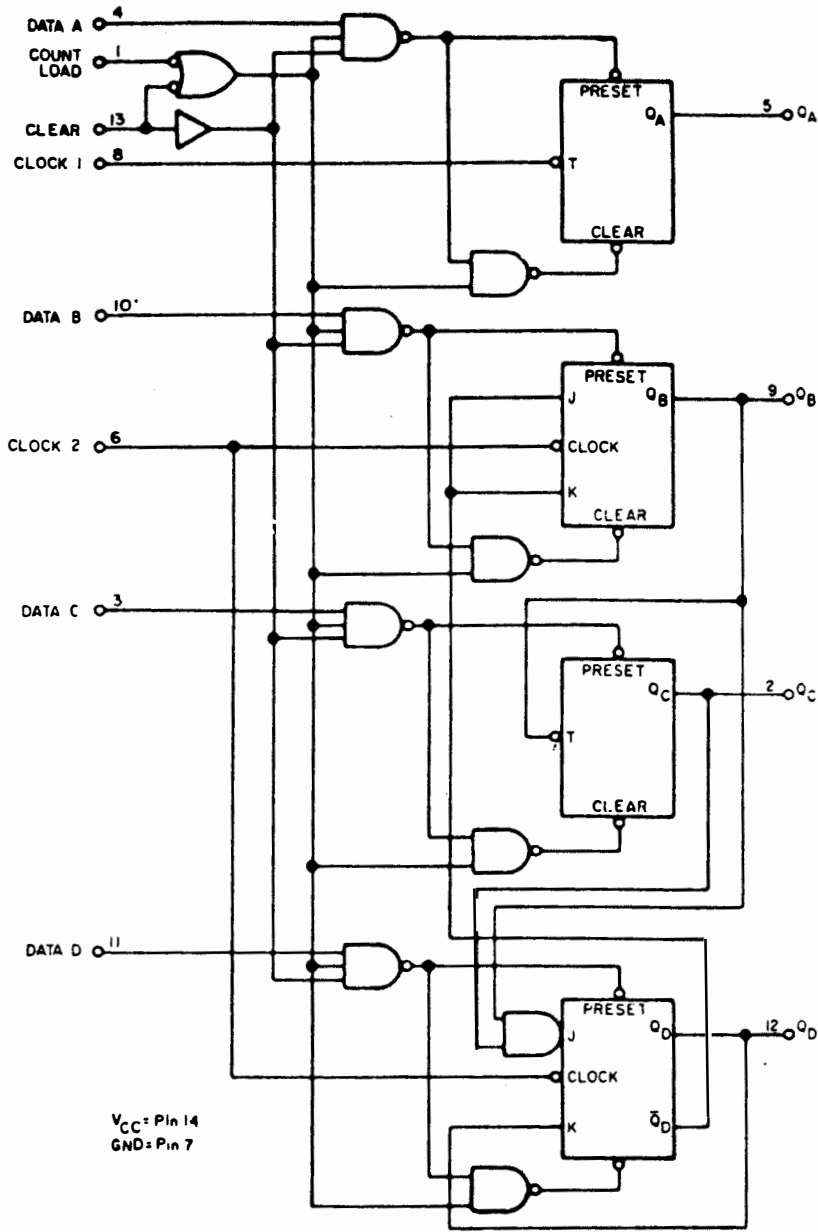 DATA A 4
COUNT LOAD 1
CLEAR 13
CLOCK 1 8
PRESET
QA 5 QA
T
CLEAR
DATA B 10
PRESET
J QB 9 QB
CLOCK 2 6 CLOCK
K
CLEAR
DATA C 3
PRESET
QC 2 QC
T
CLEAR
DATA D 11
PRESET
J QD 12 QD
CLOCK
K Q̄D
VCC = Pin 14
GND = Pin 7